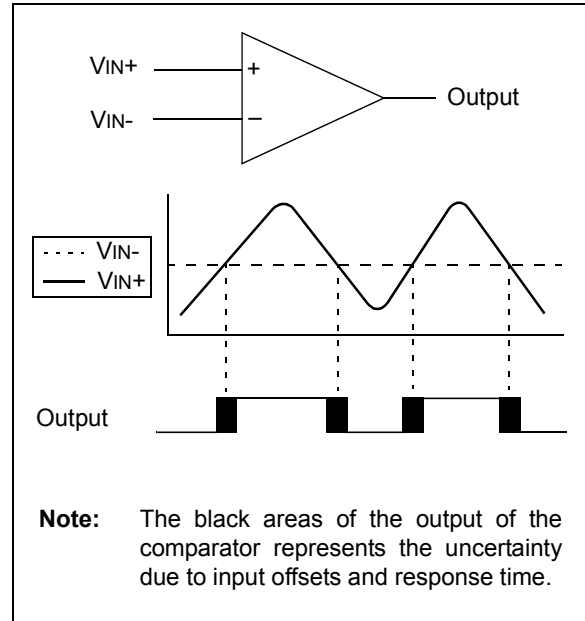 VIN+
+
Output
VIN-
–
VIN-
VIN+
Output
Note: The black areas of the output of the
comparator represents the uncertainty
due to input offsets and response time.